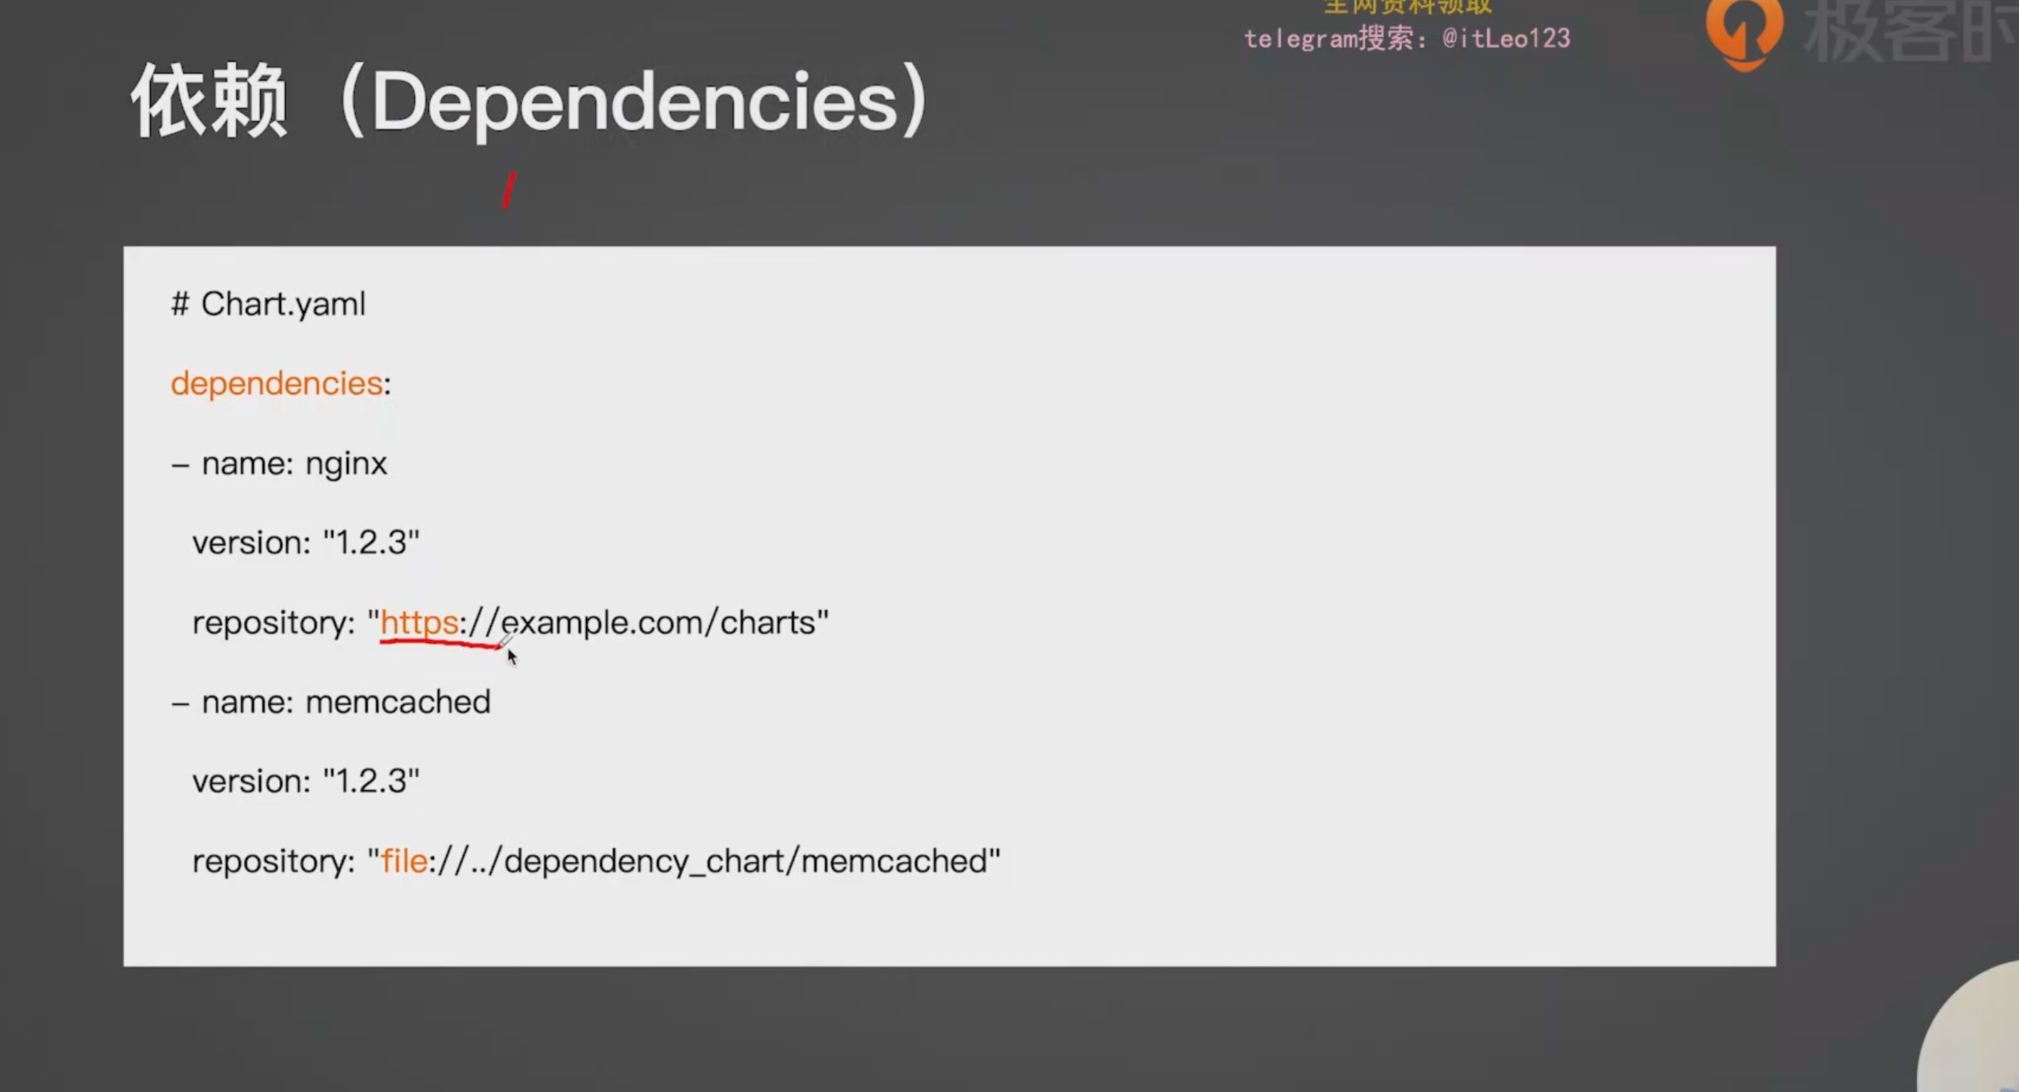 全网资料领取
telegram搜索：@itLeo123
极客时
依赖（Dependencies）
# Chart.yaml
dependencies:
– name: nginx
version: "1.2.3"
repository: "https://example.com/charts"
– name: memcached
version: "1.2.3"
repository: "file://../dependency_chart/memcached"